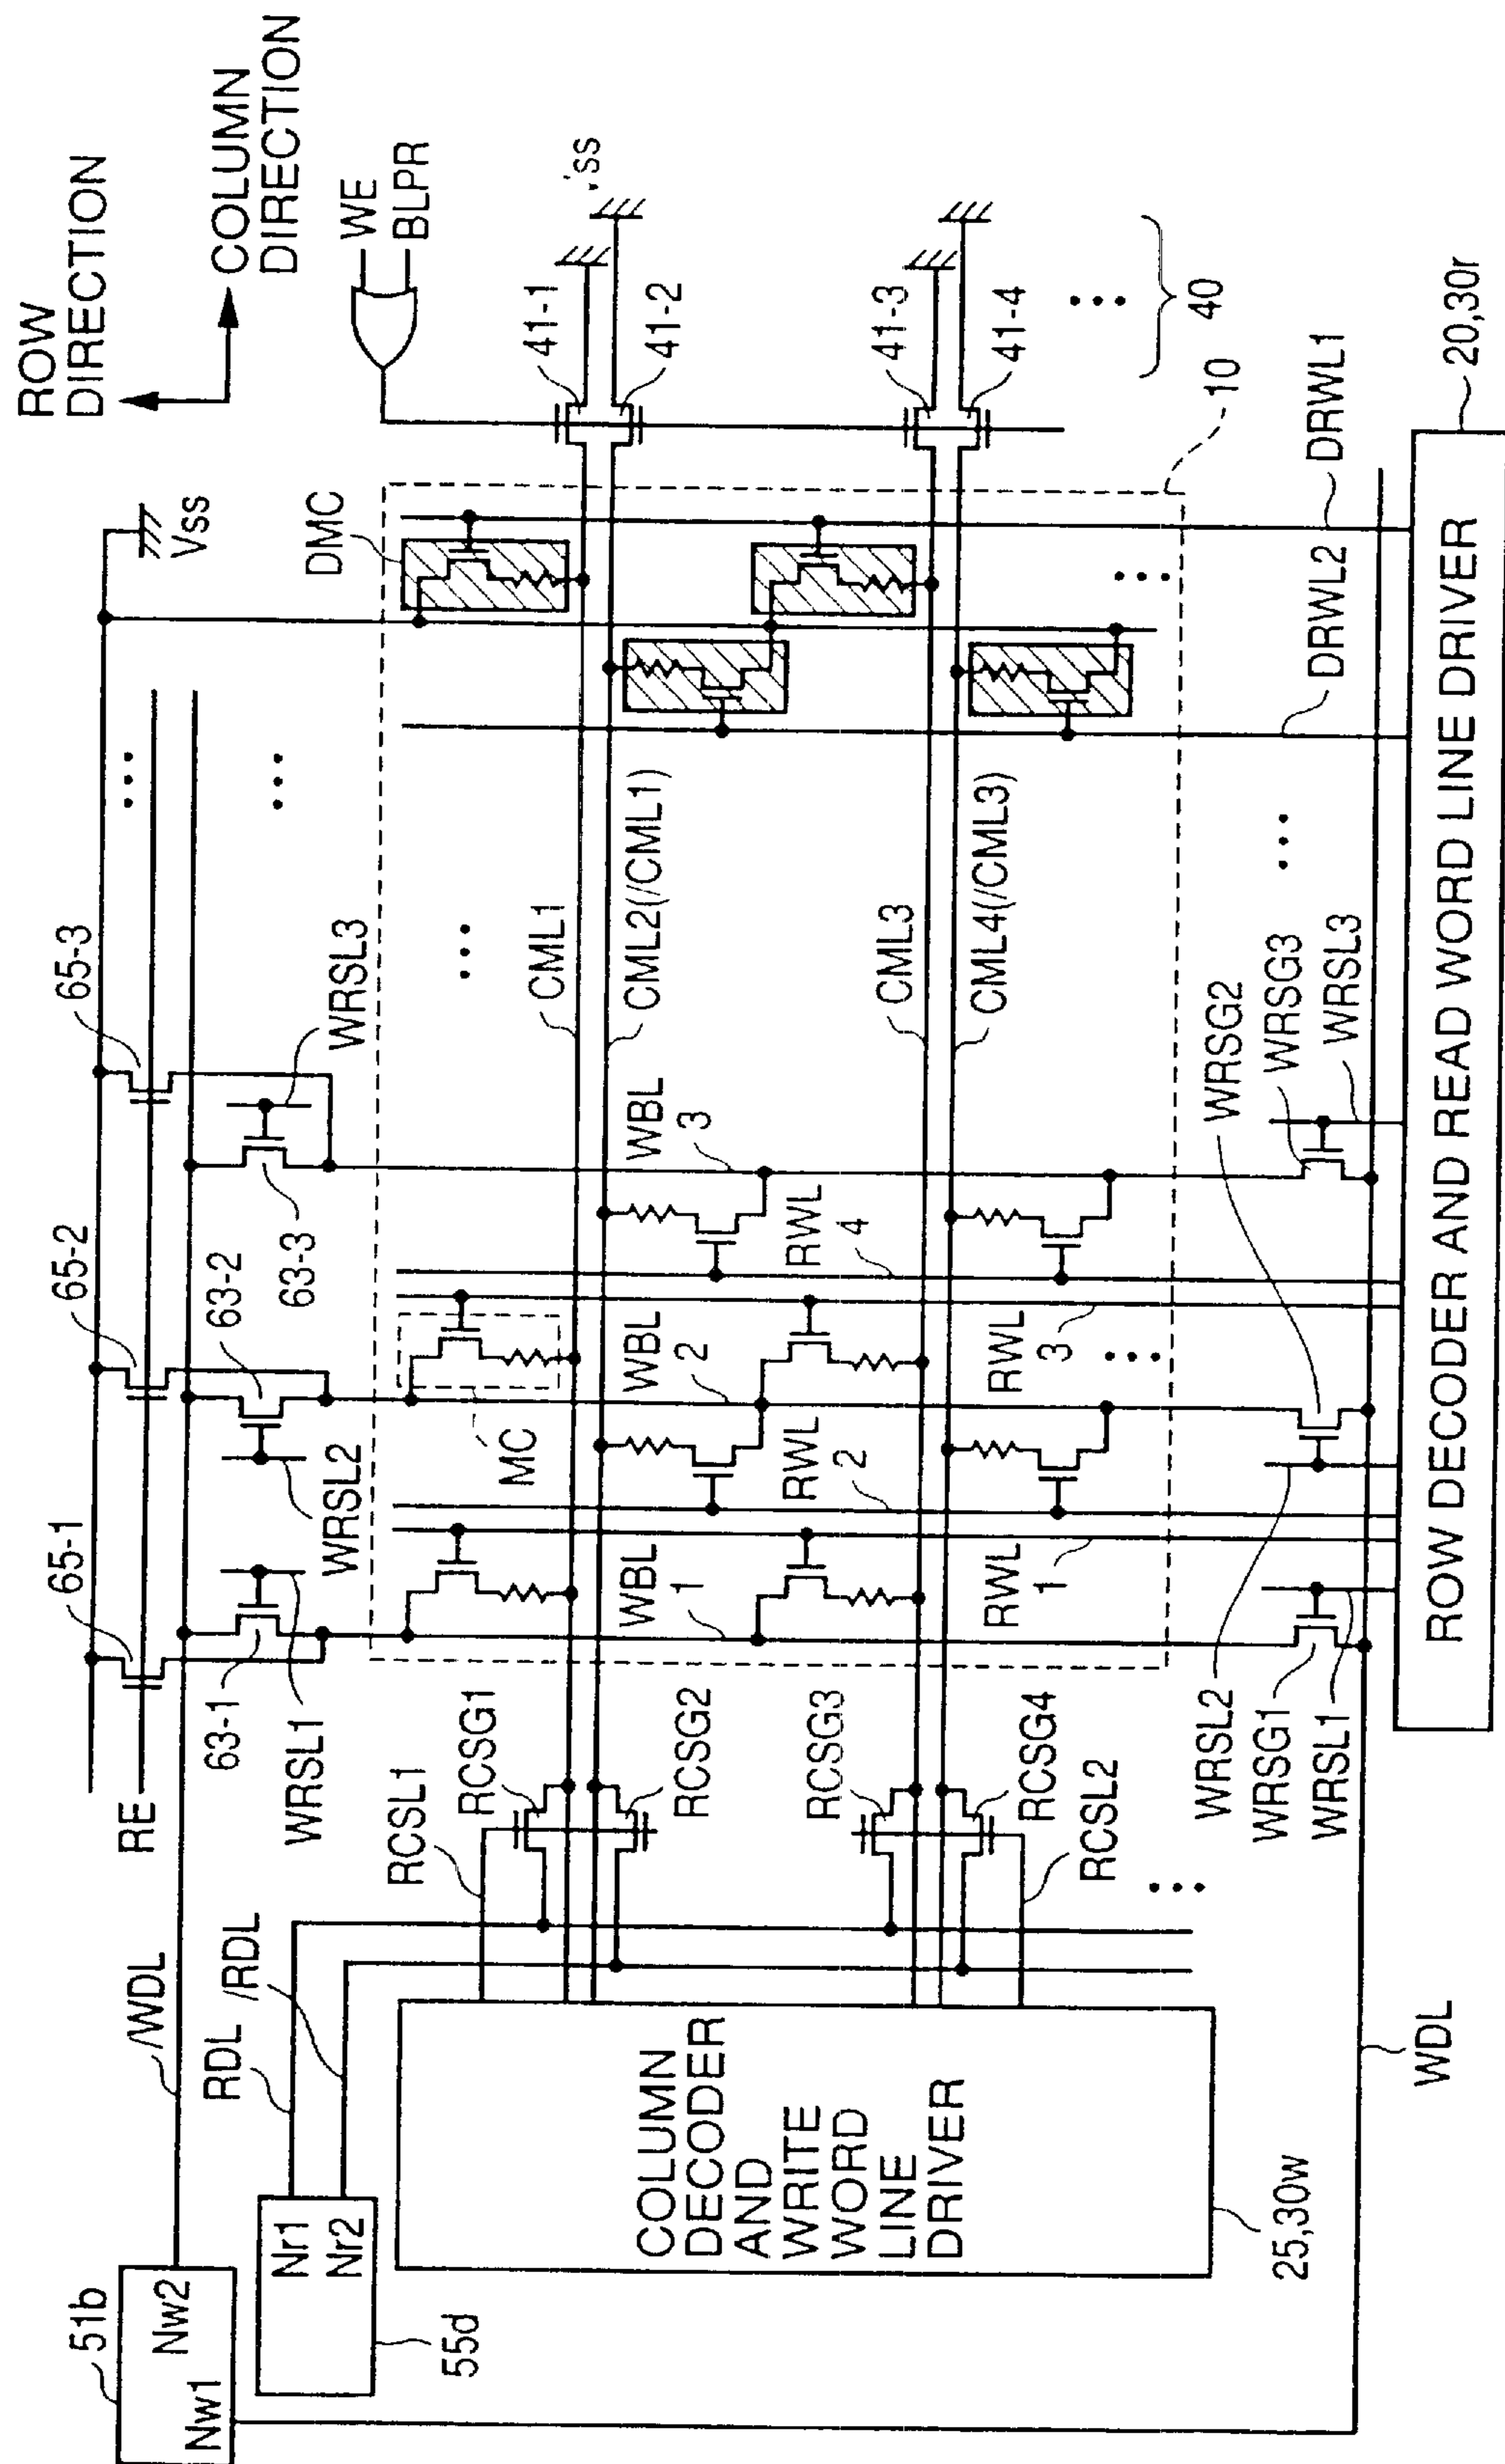 ROW
DIRECTION
COLUMN
DIRECTION
WE
BLPR
Vss
41-1
41-2
41-3
41-4
40
10
20,30r
DRWL1
DRWL2
DMC
Vss
65-3
WRSL3
65-2
63-2
63-3
WRSL2
65-1
63-1
WRSL1
RE
CML1
CML2(/CML1)
CML3
CML4(/CML3)
WBL
3
RWL
4
WBL
2
RWL
3
MC
RWL
2
WBL
1
RWL
1
WRSG2
WRSG3
WRSL3
WRSL2
WRSG1
WRSL1
ROW DECODER AND READ WORD LINE DRIVER
RCSL1
RCSG1
RCSG2
RCSG3
RCSG4
RCSL2
/WDL
RDL
/RDL
WDL
COLUMN
DECODER
AND
WRITE
WORD
LINE
DRIVER
25,30w
51b
Nw2
Nw1
Nr1
Nr2
55d